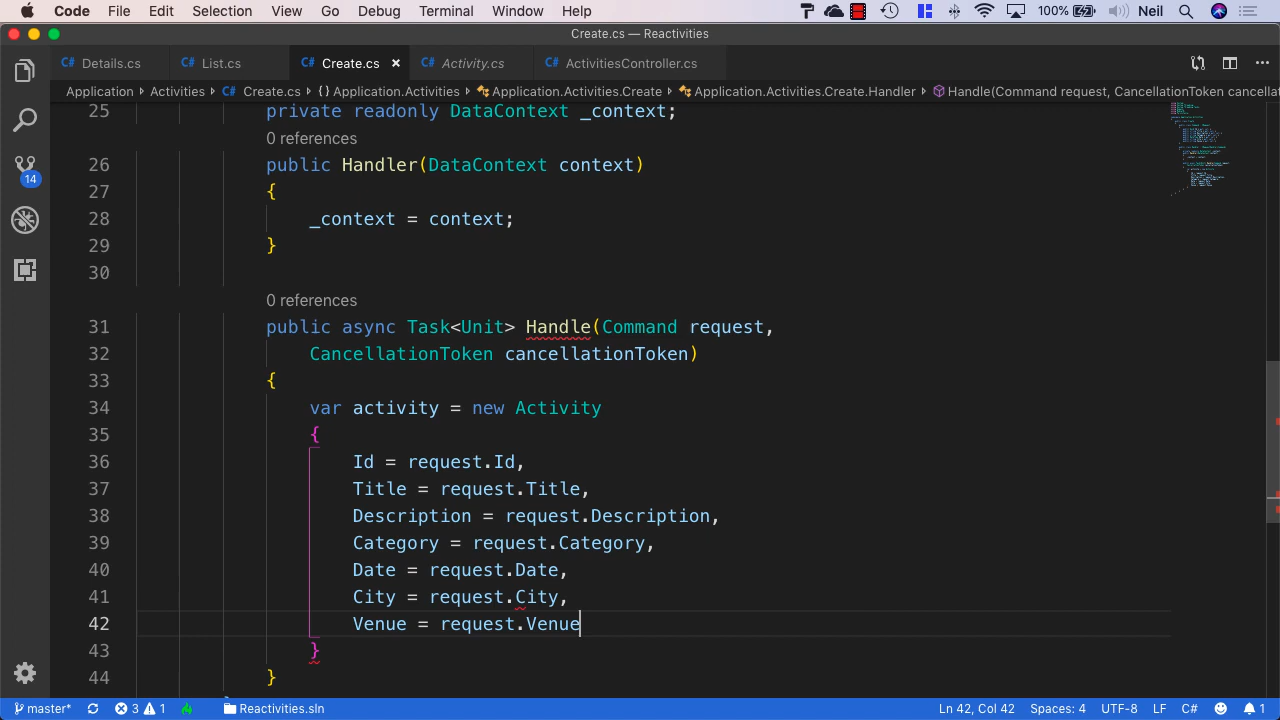 Code File Edit Selection View Go Debug Terminal Window Help 100% Neil
Create.cs — Reactivities
C# Details.cs C# List.cs C# Create.cs × C# Activity.cs C# ActivitiesController.cs
Application › Activities › C# Create.cs › { } Application.Activities › Application.Activities.Create › Application.Activities.Create.Handler › Handle(Command request, CancellationToken cancellat
25 private readonly DataContext _context;
0 references
26 public Handler(DataContext context)
27 {
28 _context = context;
29 }
30
0 references
31 public async Task<Unit> Handle(Command request,
32 CancellationToken cancellationToken)
33 {
34 var activity = new Activity
35 {
36 Id = request.Id,
37 Title = request.Title,
38 Description = request.Description,
39 Category = request.Category,
40 Date = request.Date,
41 City = request.City,
42 Venue = request.Venue
43 }
44 }
14
master* 3 1 Reactivities.sln Ln 42, Col 42 Spaces: 4 UTF-8 LF C# 1